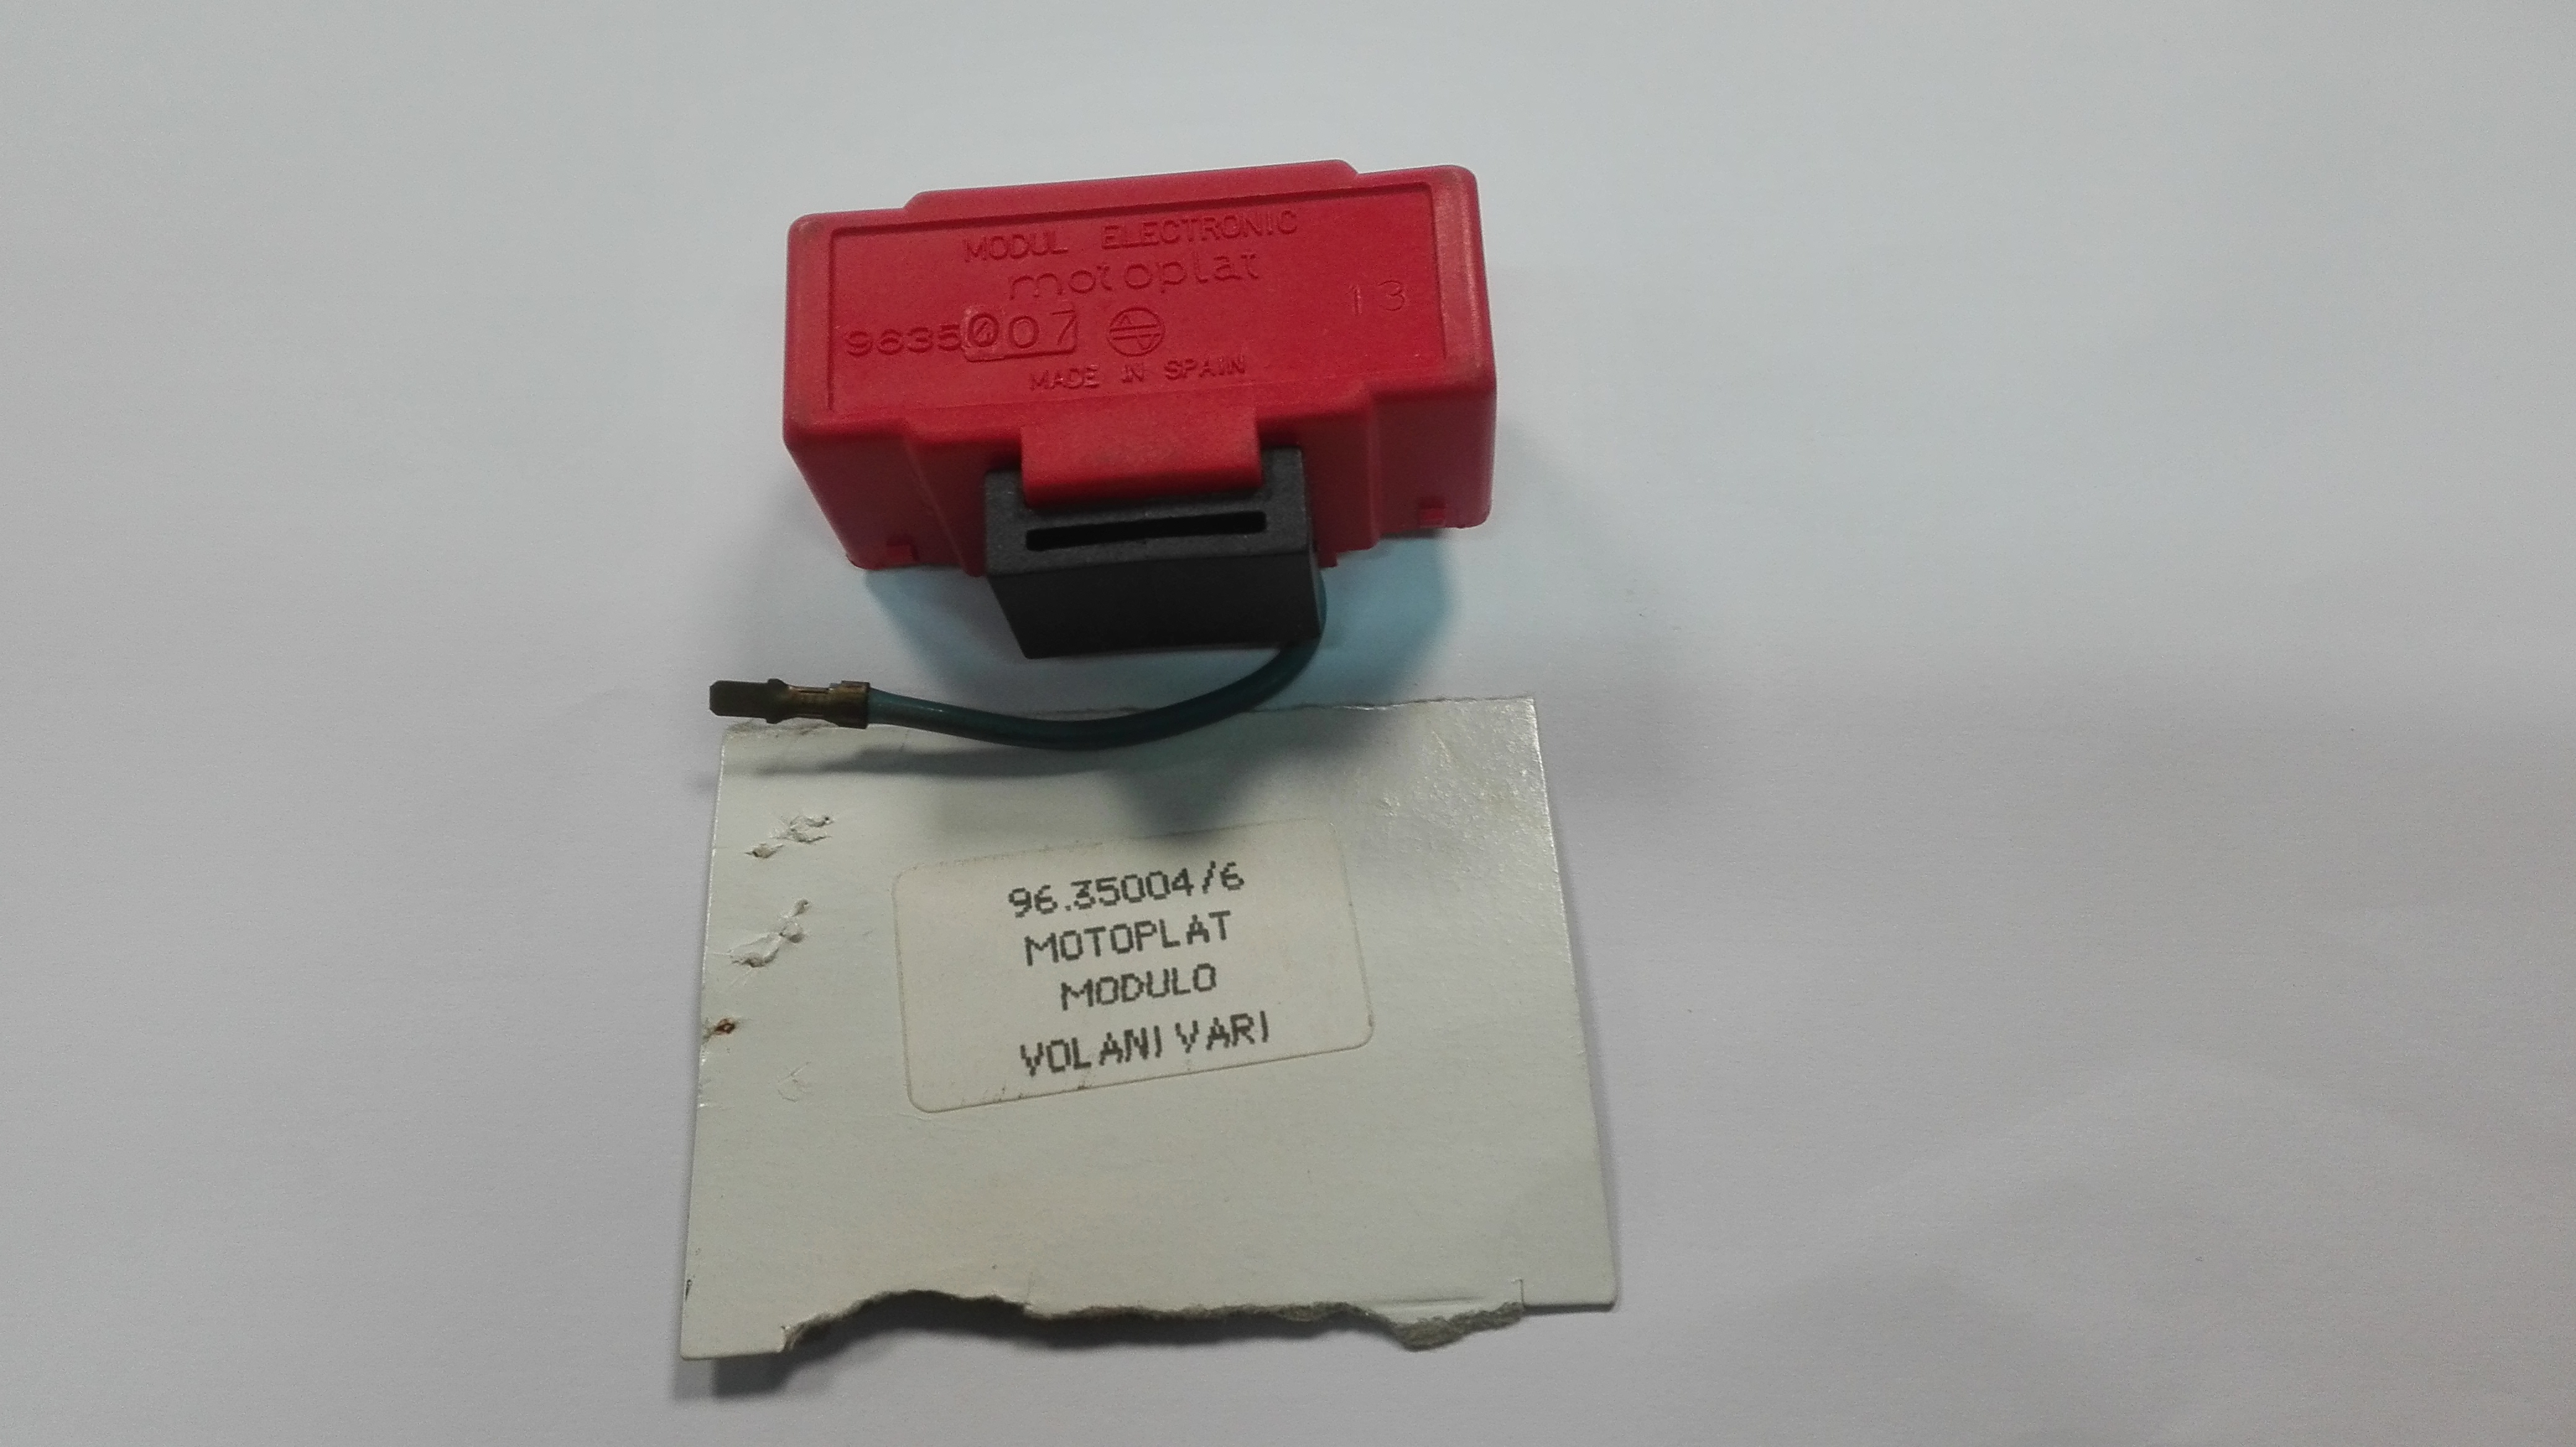 MODUL ELECTRONIC
motoplat
13
9635007
MADE IN SPAIN
96.35004/6
MOTOPLAT
MODULO
VOLANI VARI